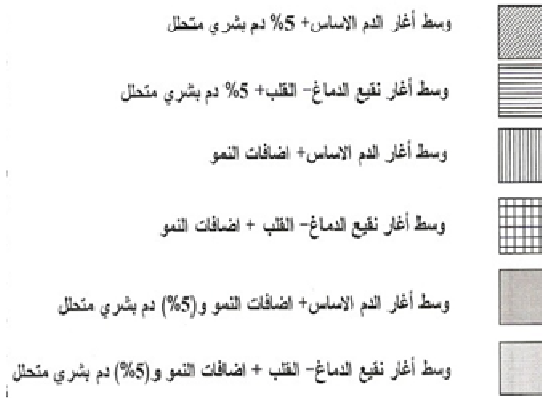 وسط أغار الدم الاساس+ 5% دم بشري متحلل
وسط أغار نقيع الدماغ– القلب+ 5% دم بشري متحلل
وسط أغار الدم الاساس+ اضافات النمو
وسط أغار نقيع الدماغ– القلب + اضافات النمو
وسط أغار الدم الاساس+ اضافات النمو و(5%) دم بشري متحلل
وسط أغار نقيع الدماغ– القلب + اضافات النمو و(5%) دم بشري متحلل